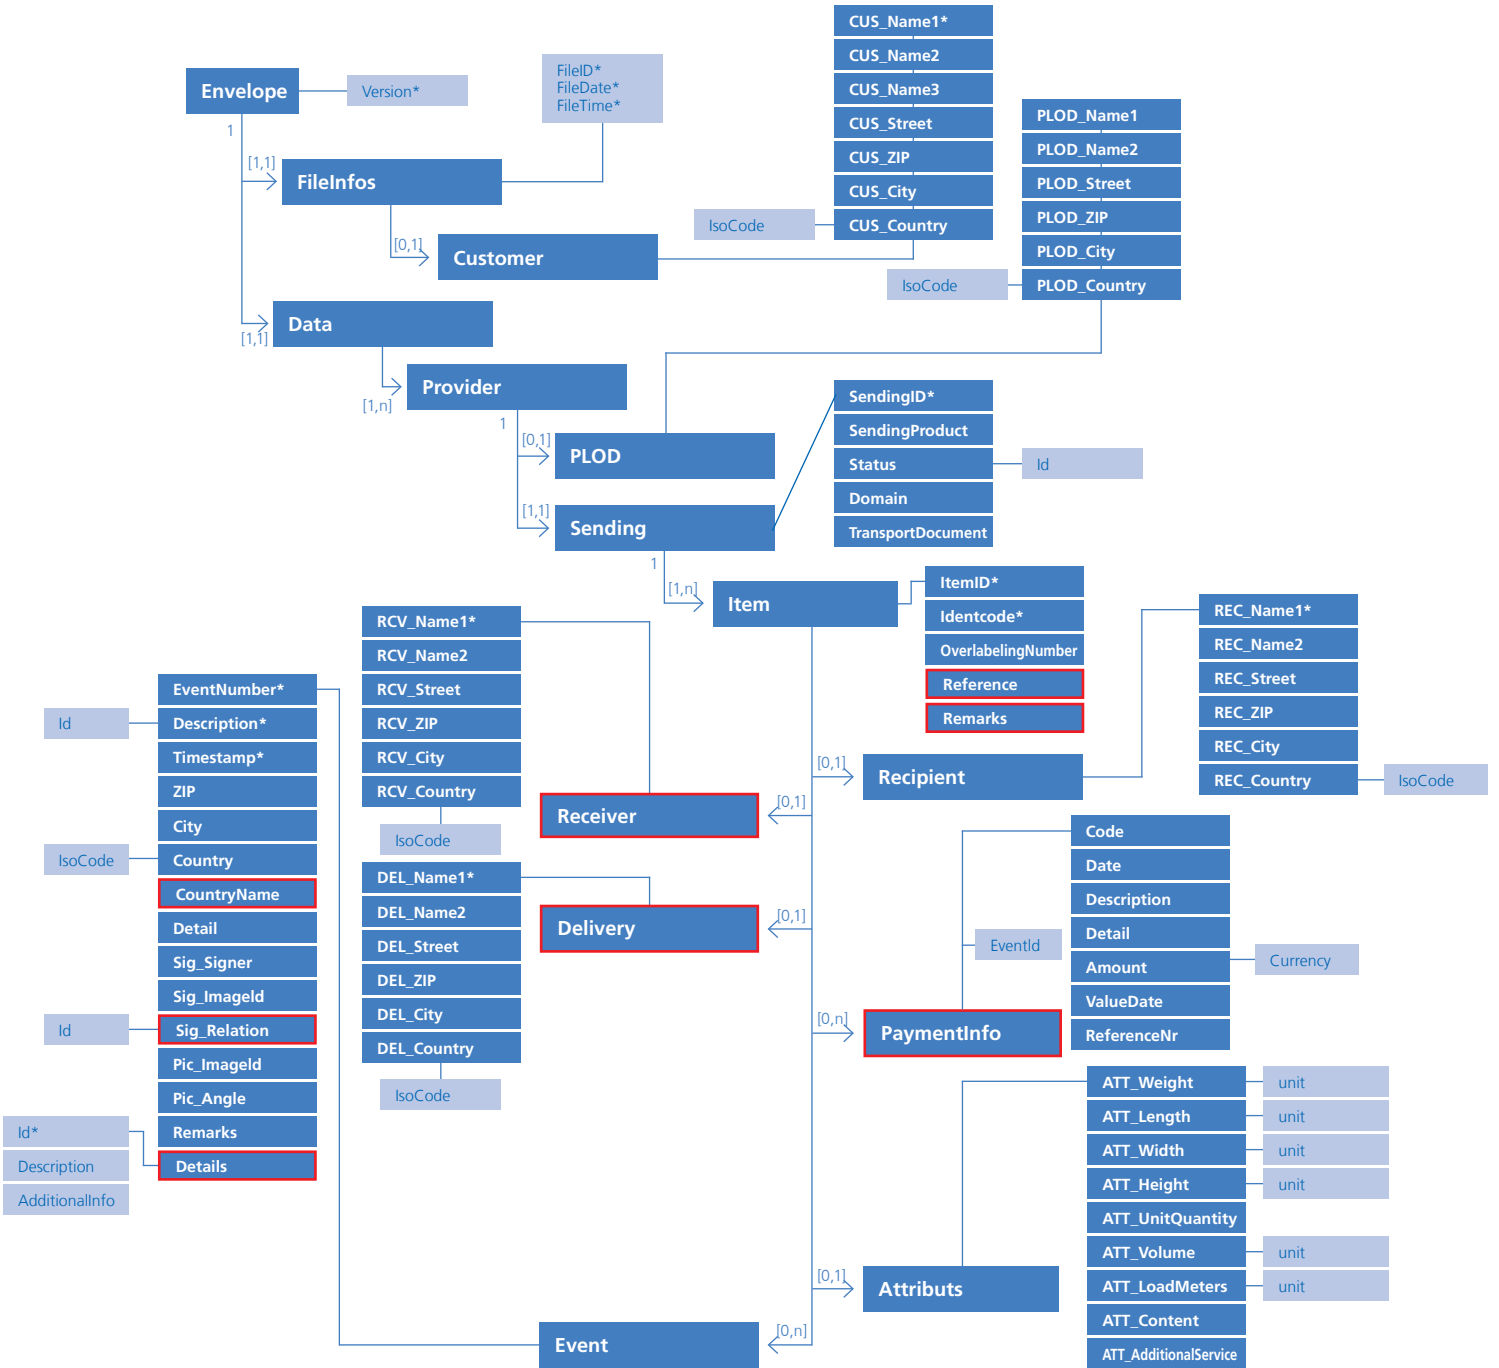 Envelope
Version*
1
[1,1]
FileID*
FileDate*
FileTime*
FileInfos
[0,1]
Customer
CUS_Name1*
CUS_Name2
CUS_Name3
CUS_Street
CUS_ZIP
CUS_City
CUS_Country
IsoCode
PLOD_Name1
PLOD_Name2
PLOD_Street
PLOD_ZIP
PLOD_City
PLOD_Country
IsoCode
Data
[1,1]
Provider
[1,n]
1
[0,1]
PLOD
[1,1]
Sending
SendingID*
SendingProduct
Status
Id
Domain
TransportDocument
1
[1,n]
Item
ItemID*
Identcode*
OverlabelingNumber
Reference
Remarks
[0,1]
Recipient
REC_Name1*
REC_Name2
REC_Street
REC_ZIP
REC_City
REC_Country
IsoCode
RCV_Name1*
RCV_Name2
RCV_Street
RCV_ZIP
RCV_City
RCV_Country
IsoCode
[0,1]
Receiver
DEL_Name1*
DEL_Name2
DEL_Street
DEL_ZIP
DEL_City
DEL_Country
IsoCode
[0,1]
Delivery
EventNumber*
Id
Description*
Timestamp*
ZIP
City
IsoCode
Country
CountryName
Detail
Sig_Signer
Sig_ImageId
Id
Sig_Relation
Pic_ImageId
Pic_Angle
Remarks
Details
Id*
Description
AdditionalInfo
Code
Date
Description
Detail
Amount
ValueDate
ReferenceNr
EventId
Currency
[0,n]
PaymentInfo
ATT_Weight
unit
ATT_Length
unit
ATT_Width
unit
ATT_Height
unit
ATT_UnitQuantity
ATT_Volume
unit
ATT_LoadMeters
unit
ATT_Content
ATT_AdditionalService
[0,1]
Attributs
[0,n]
Event